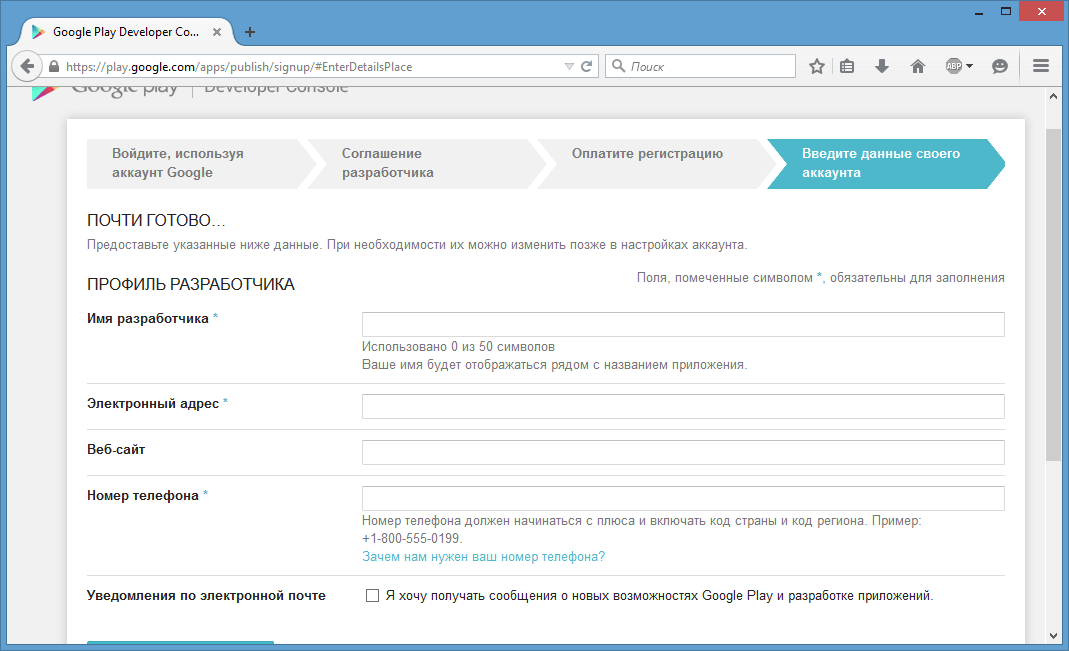 Google Play Developer Co...
https://play.google.com/apps/publish/signup/#EnterDetailsPlace
Поиск
ABP
Google play | Developer Console
Войдите, используя
аккаунт Google
Соглашение
разработчика
Оплатите регистрацию
Введите данные своего
аккаунта
ПОЧТИ ГОТОВО...
Предоставьте указанные ниже данные. При необходимости их можно изменить позже в настройках аккаунта.
ПРОФИЛЬ РАЗРАБОТЧИКА
Поля, помеченные символом *, обязательны для заполнения
Имя разработчика *
Использовано 0 из 50 символов
Ваше имя будет отображаться рядом с названием приложения.
Электронный адрес *
Веб-сайт
Номер телефона *
Номер телефона должен начинаться с плюса и включать код страны и код региона. Пример:
+1-800-555-0199.
Зачем нам нужен ваш номер телефона?
Уведомления по электронной почте
Я хочу получать сообщения о новых возможностях Google Play и разработке приложений.